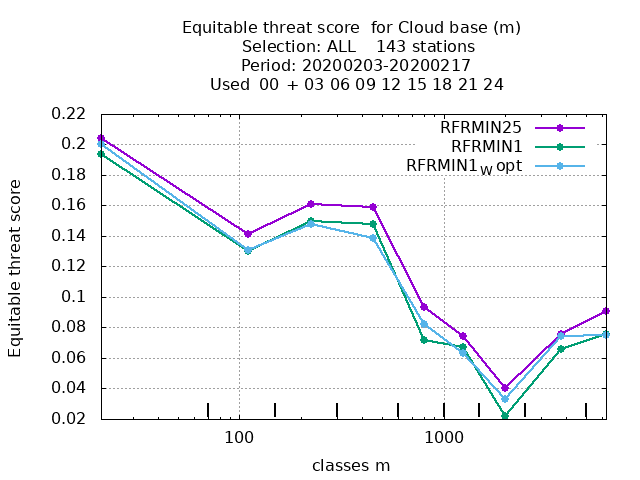 Equitable threat score  for Cloud base (m)
Selection: ALL    143 stations
Period: 20200203-20200217
Used  00 + 03 06 09 12 15 18 21 24
0.22
0.2
0.18
0.16
0.14
0.12
0.1
0.08
0.06
0.04
0.02
Equitable threat score
RFRMIN25
RFRMIN1
RFRMIN1W opt
100
1000
classes m